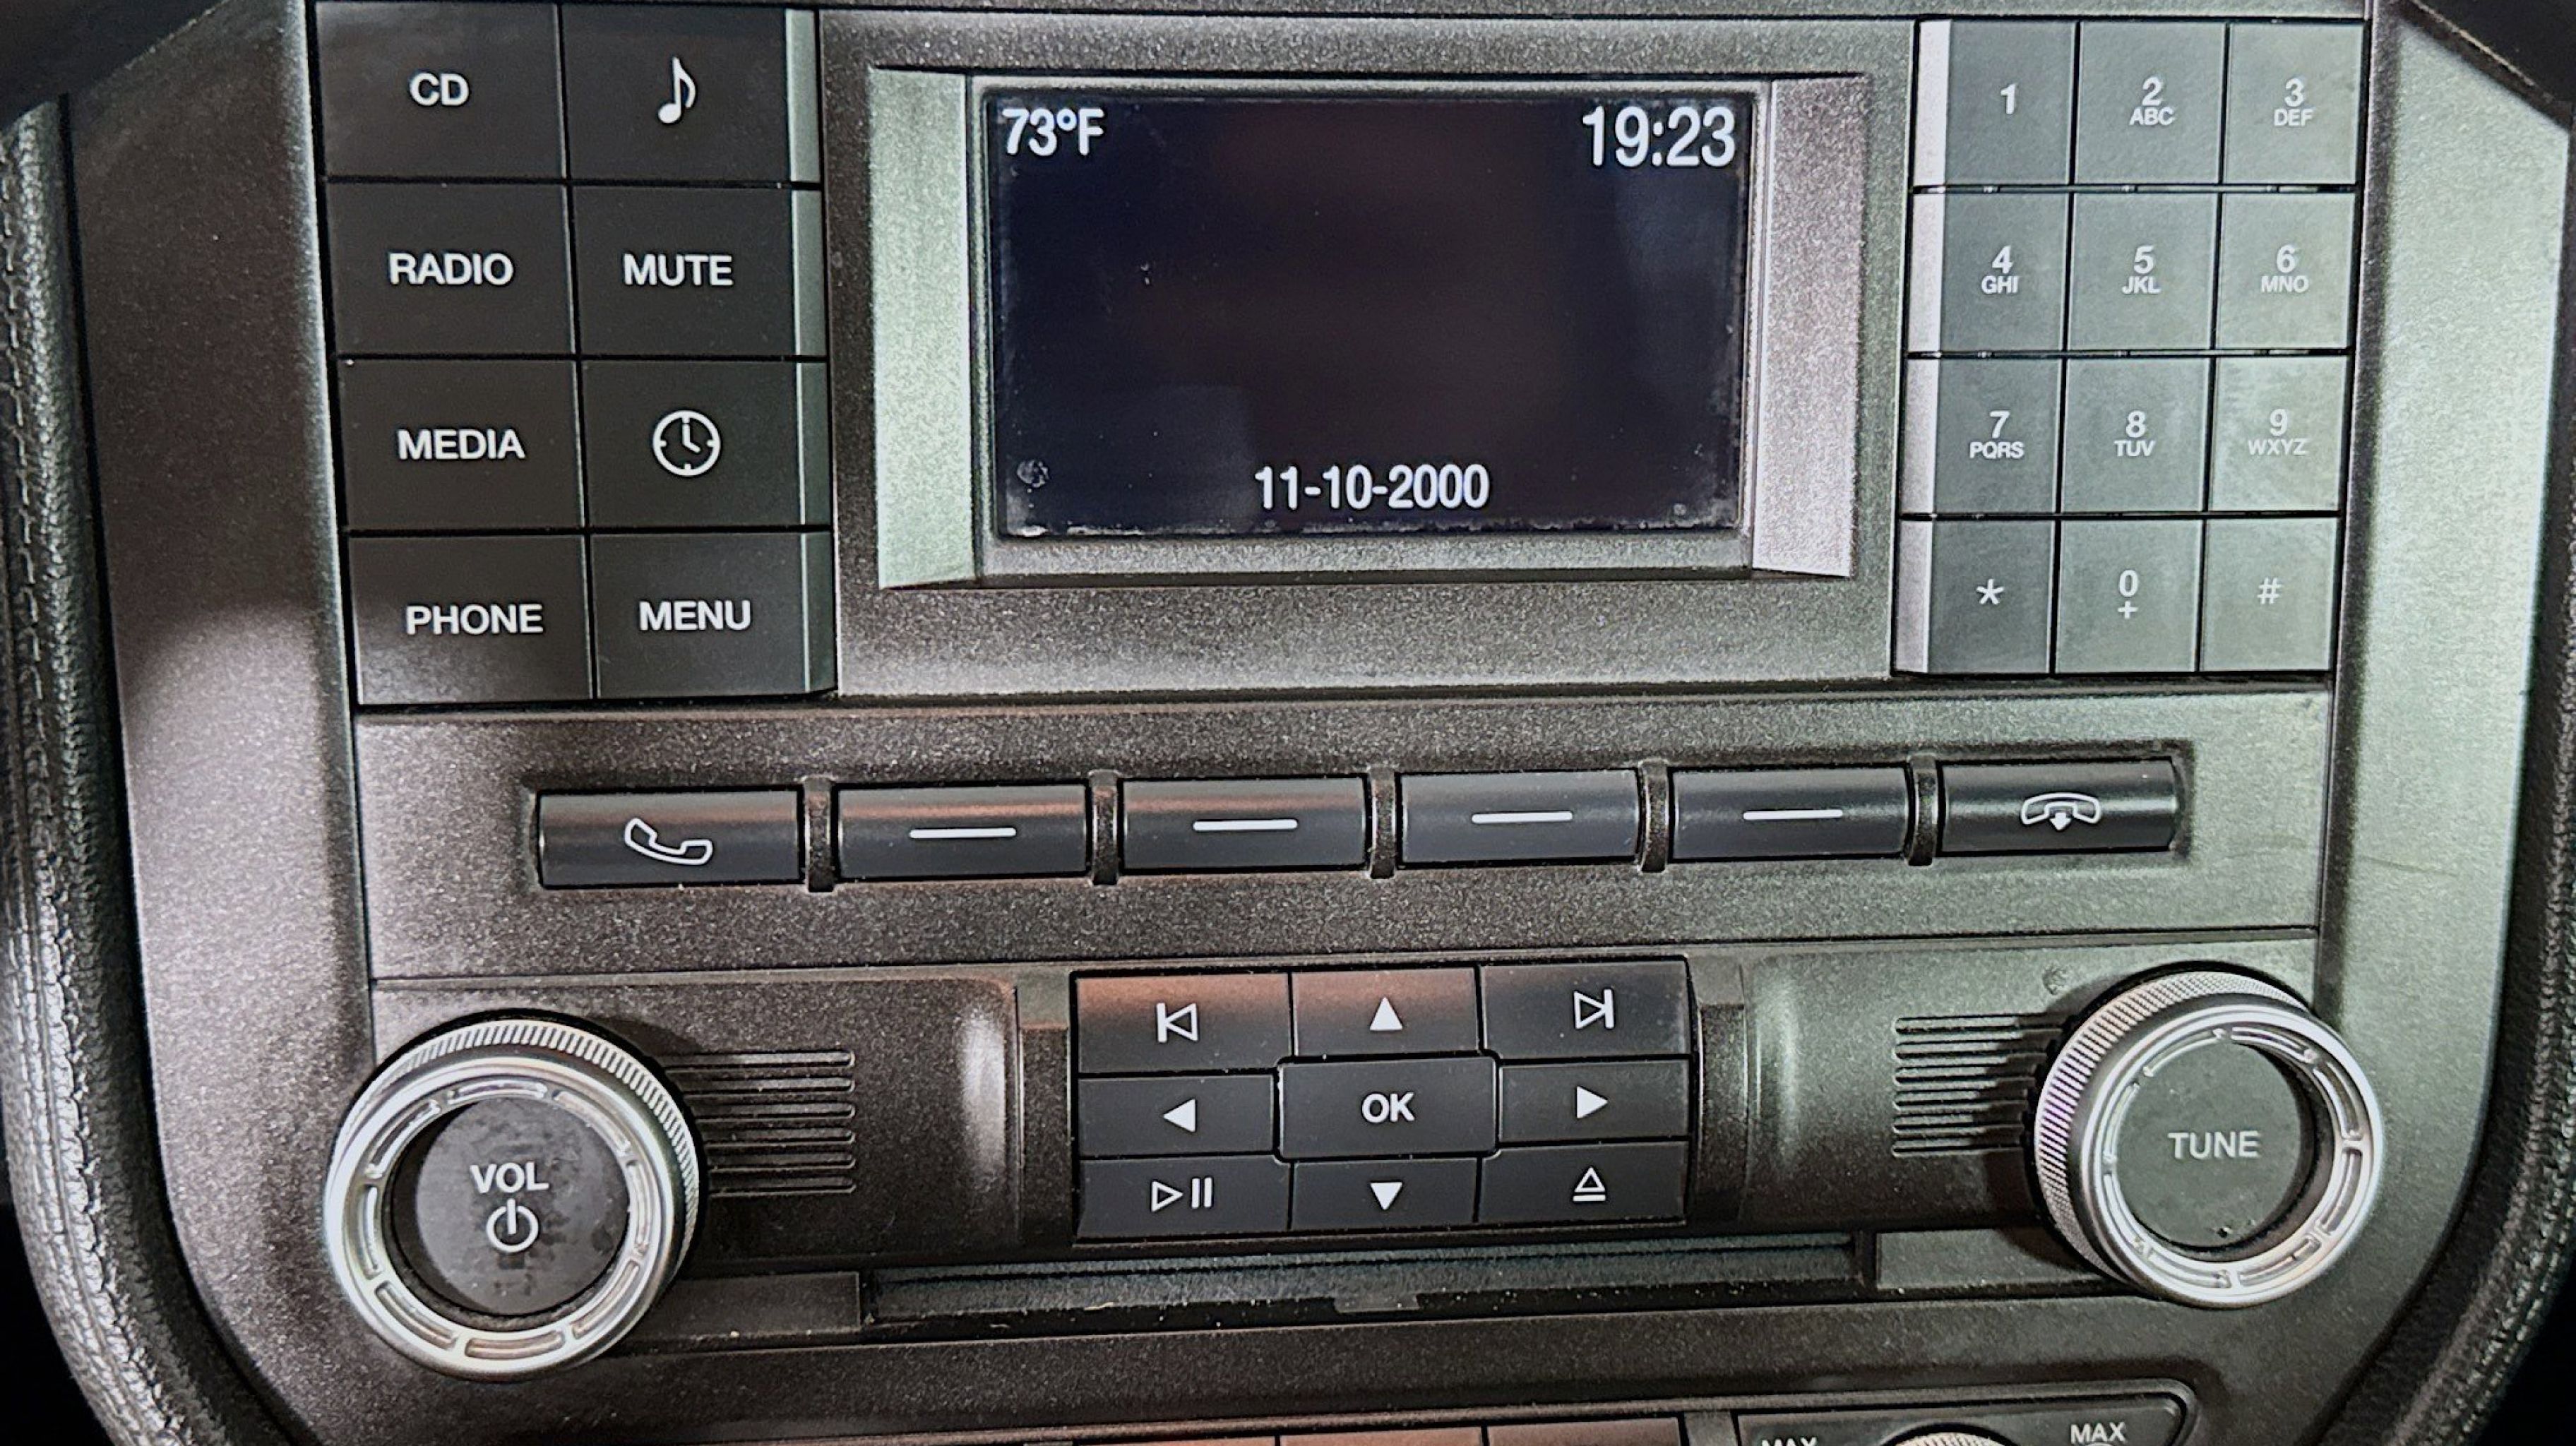 CD
RADIO
MUTE
MEDIA
PHONE
MENU
73°F
19:23
11-10-2000
1
2
ABC
3
DEF
4
GHI
5
JKL
6
MNO
7
PQRS
8
TUV
9
WXYZ
*
0
+
#
VOL
OK
TUNE
MAX
MAX